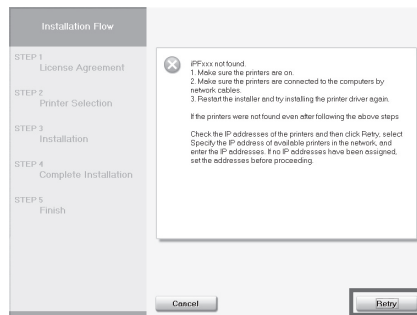 Installation Flow
STEP 1
License Agreement
STEP 2
Printer Selection
STEP 3
Installation
STEP 4
Complete Installation
STEP 5
Finish
iPFxxx not found.
1. Make sure the printers are on.
2. Make sure the printers are connected to the computers by
network cables.
3. Restart the installer and try installing the printer driver again.
If the printers were not found even after following the above steps
Check the IP addresses of the printers and then click Retry, select
Specify the IP address of available printers in the network, and
enter the IP addresses. If no IP addresses have been assigned,
set the addresses before proceeding.
Cancel
Retry